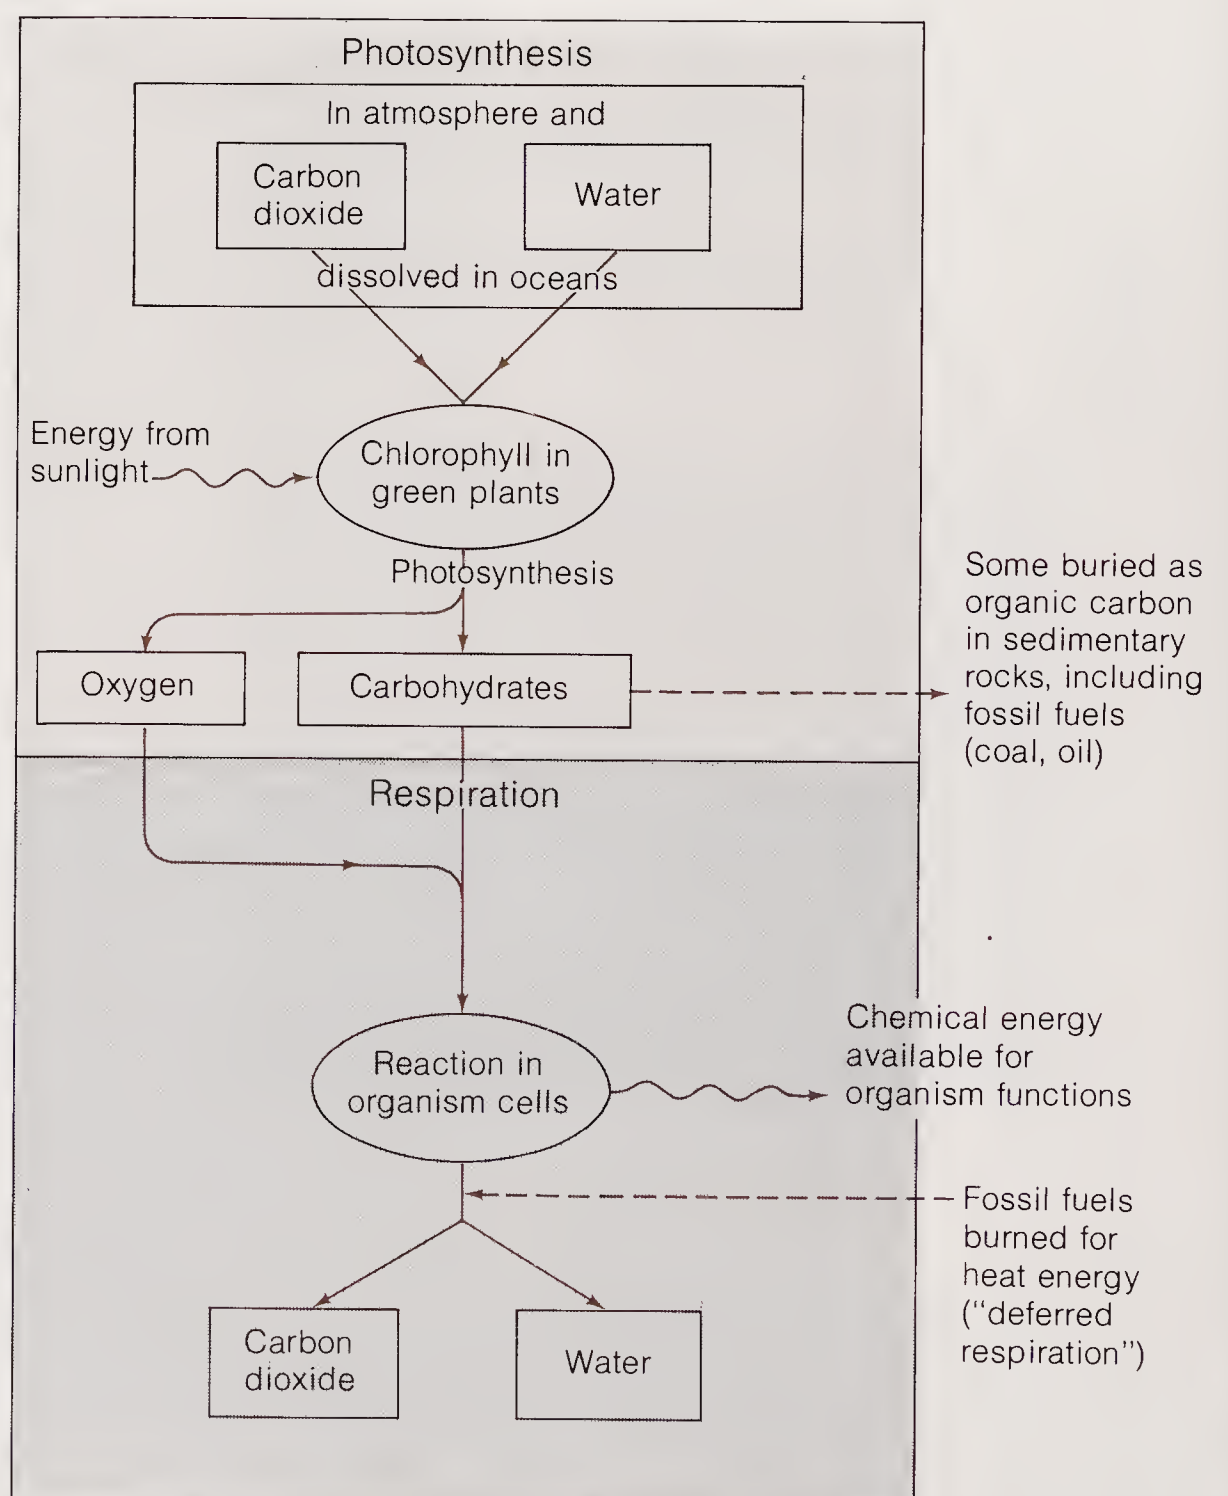 Photosynthesis
In atmosphere and
Carbon
dioxide
Water
dissolved in oceans
Energy from
sunlight
Chlorophyll in
green plants
Photosynthesis
Oxygen
Carbohydrates
Some buried as
organic carbon
in sedimentary
rocks, including
fossil fuels
(coal, oil)
Respiration
Reaction in
organism cells
Chemical energy
available for
organism functions
Fossil fuels
burned for
heat energy
(“deferred
respiration”)
Carbon
dioxide
Water